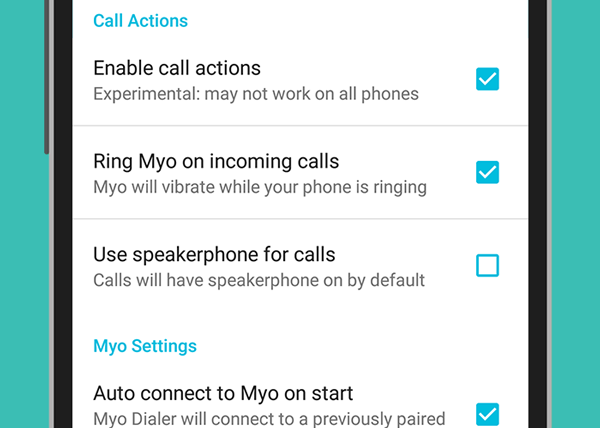 Call Actions
Enable call actions
Experimental: may not work on all phones
Ring Myo on incoming calls
Myo will vibrate while your phone is ringing
Use speakerphone for calls
Calls will have speakerphone on by default
Myo Settings
Auto connect to Myo on start
Myo Dialer will connect to a previously paired